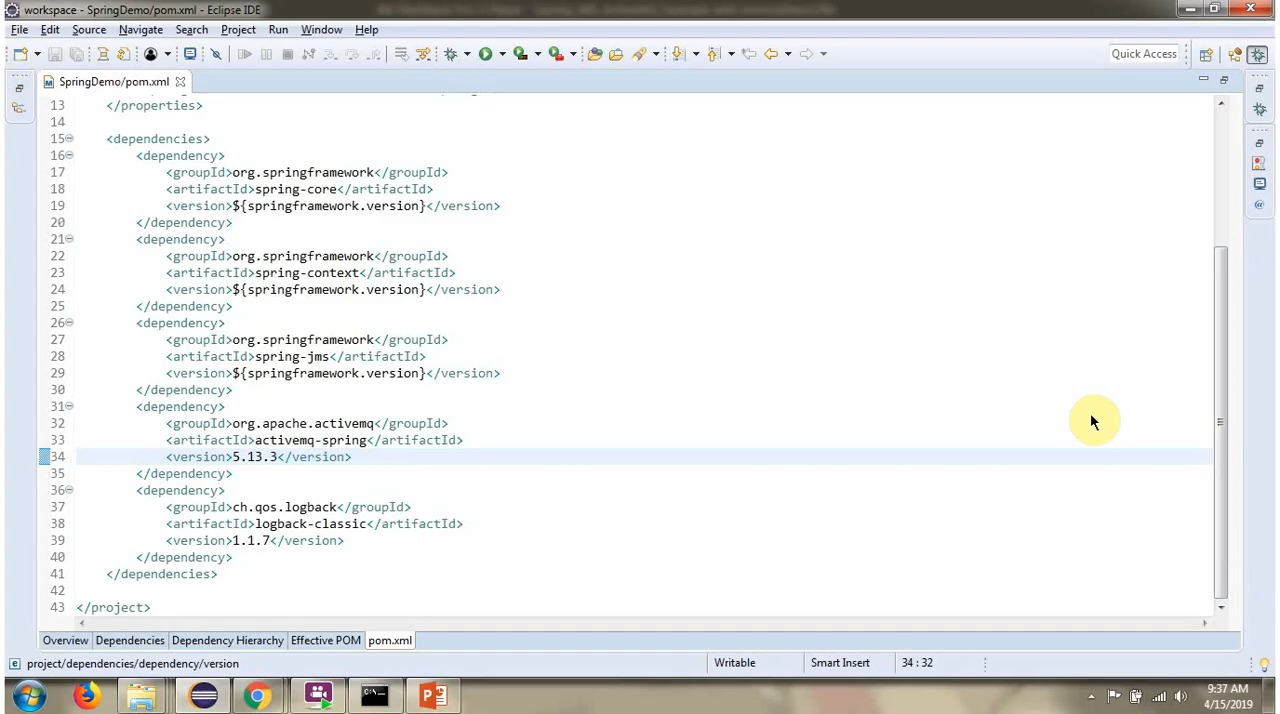 workspace - SpringDemo/pom.xml - Eclipse IDE
File Edit Source Navigate Search Project Run Window Help
Quick Access
SpringDemo/pom.xml
13 </properties>
14
15 <dependencies>
16 <dependency>
17 <groupId>org.springframework</groupId>
18 <artifactId>spring-core</artifactId>
19 <version>${springframework.version}</version>
20 </dependency>
21 <dependency>
22 <groupId>org.springframework</groupId>
23 <artifactId>spring-context</artifactId>
24 <version>${springframework.version}</version>
25 </dependency>
26 <dependency>
27 <groupId>org.springframework</groupId>
28 <artifactId>spring-jms</artifactId>
29 <version>${springframework.version}</version>
30 </dependency>
31 <dependency>
32 <groupId>org.apache.activemq</groupId>
33 <artifactId>activemq-spring</artifactId>
34 <version>5.13.3</version>
35 </dependency>
36 <dependency>
37 <groupId>ch.qos.logback</groupId>
38 <artifactId>logback-classic</artifactId>
39 <version>1.1.7</version>
40 </dependency>
41 </dependencies>
42
43 </project>
Overview Dependencies Dependency Hierarchy Effective POM pom.xml
project/dependencies/dependency/version Writable Smart Insert 34 : 32
9:37 AM
4/15/2019